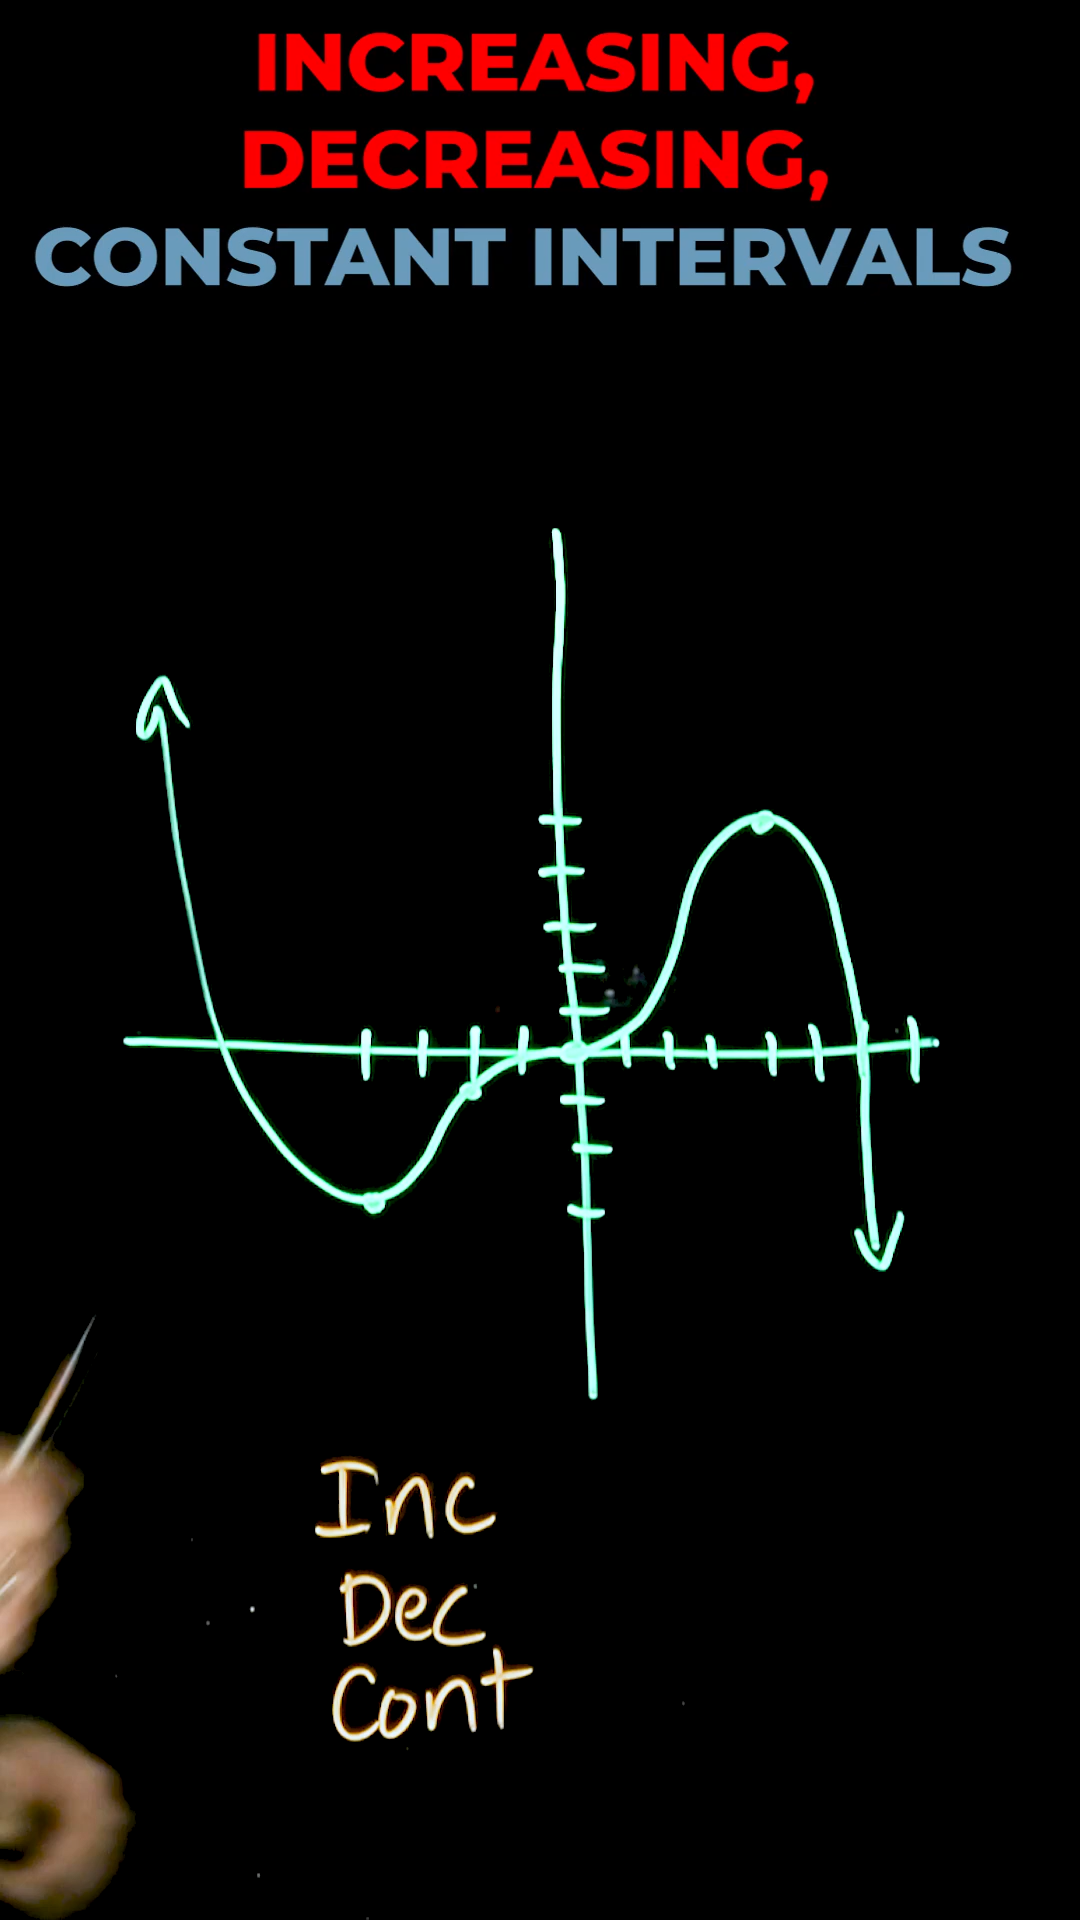 INCREASING,
DECREASING,
CONSTANT INTERVALS
Inc
Dec
Cont